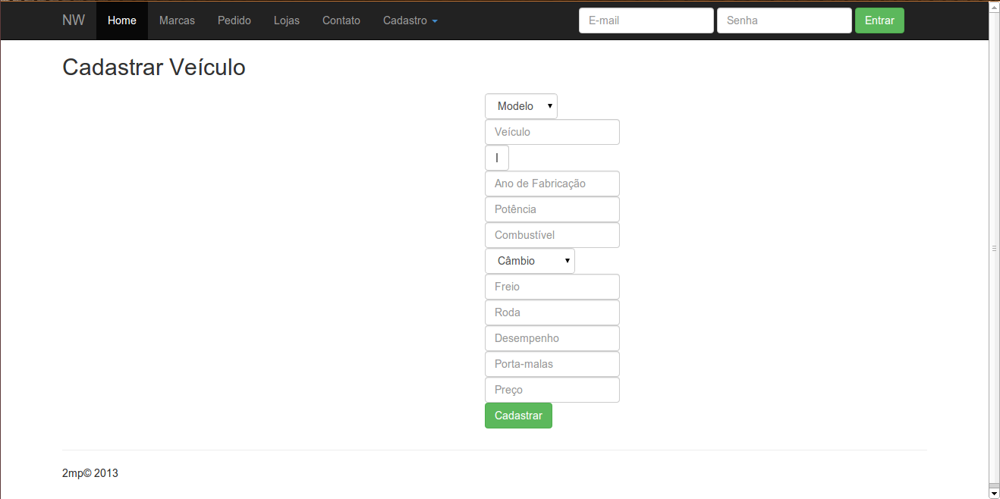 NW Home Marcas Pedido Lojas Contato Cadastro E-mail Senha Entrar
Cadastrar Veículo
Modelo
Veículo
Ano de Fabricação
Potência
Combustível
Câmbio
Freio
Roda
Desempenho
Porta-malas
Preço
Cadastrar
2mp© 2013